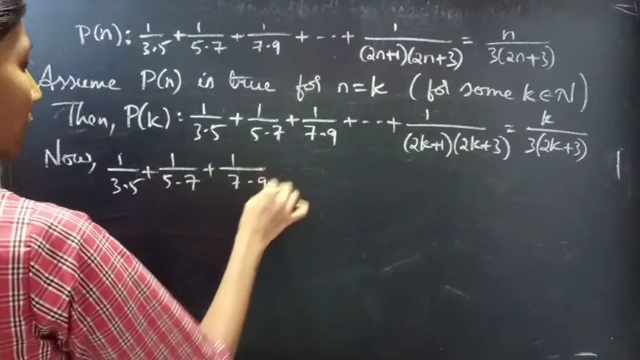 P(n): 1/3·5 + 1/5·7 + 1/7·9 + --- + 1/(2n+1)(2n+3) = n/3(2n+3)
Assume P(n) is true for n=k (for some k∈N)
Then, P(k): 1/3·5 + 1/5·7 + 1/7·9 + --- + 1/(2k+1)(2k+3) = k/3(2k+3)
Now, 1/3·5 + 1/5·7 + 1/7·9